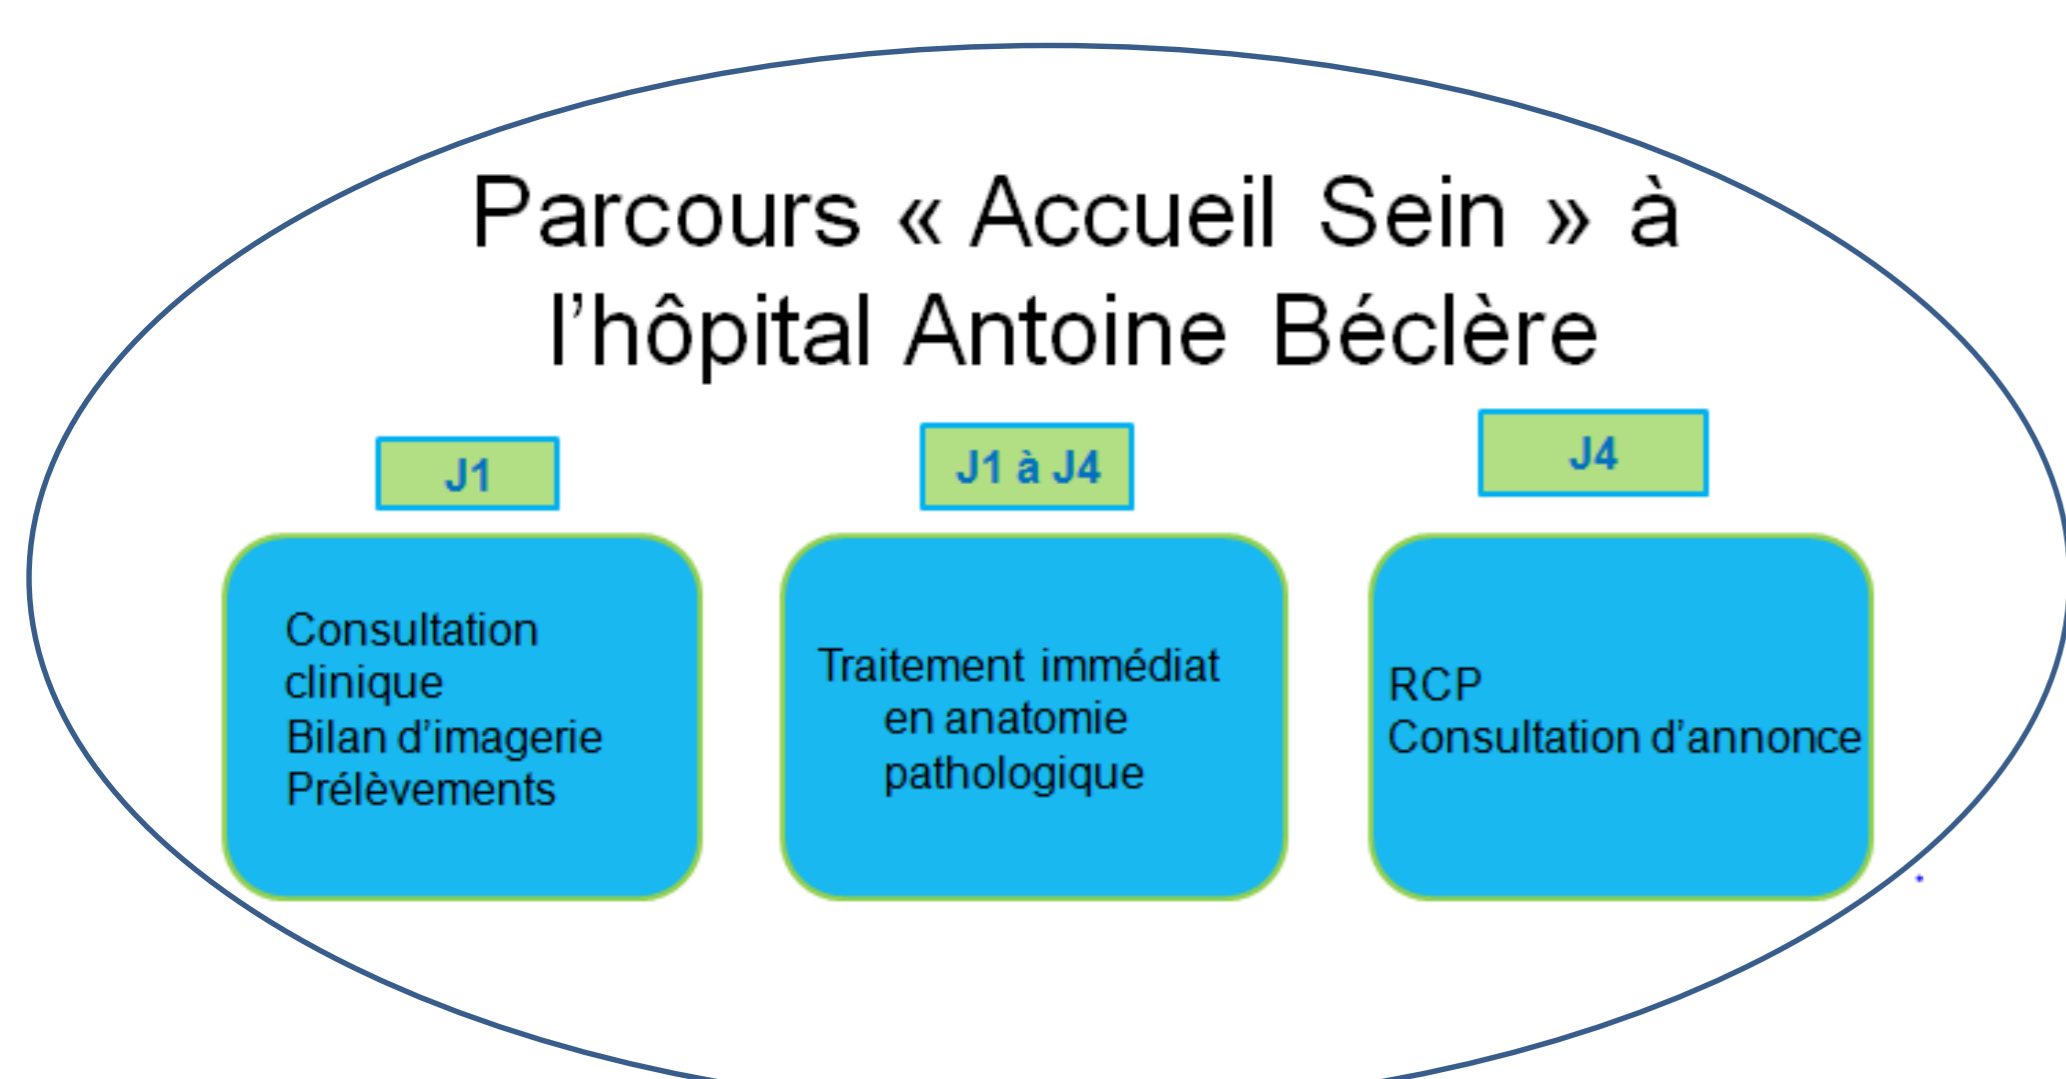 Parcours « Accueil Sein » à
l’hôpital Antoine Béclère
J1
Consultation
clinique
Bilan d’imagerie
Prélèvements
J1 à J4
Traitement immédiat
en anatomie
pathologique
J4
RCP
Consultation d’annonce